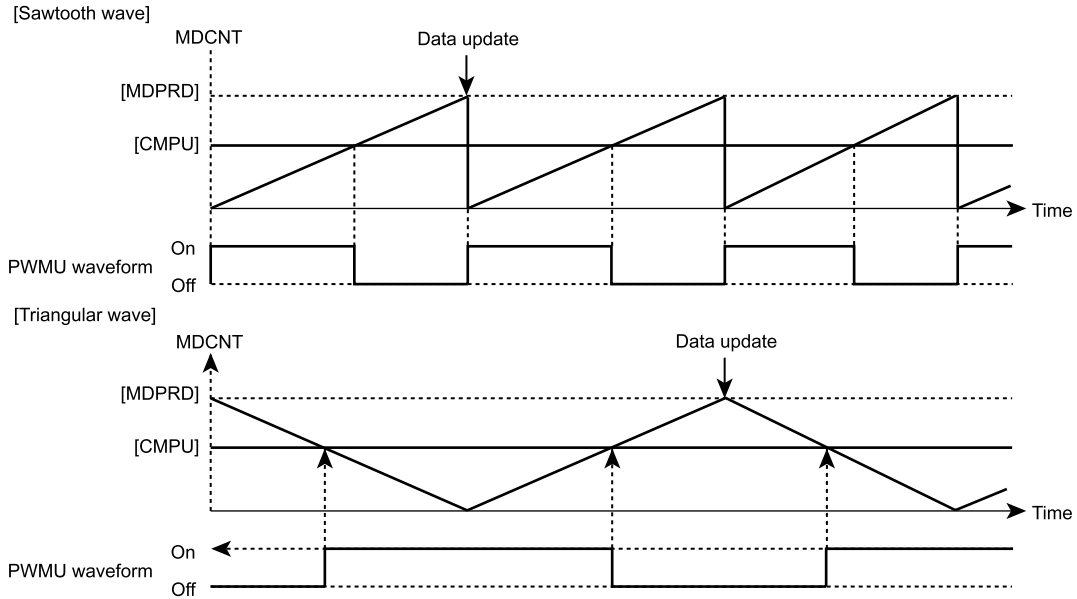 [Sawtooth wave]
MDCNT
Data update
[MDPRD]
[CMPU]
Time
On
PWMU waveform
Off
[Triangular wave]
MDCNT
Data update
[MDPRD]
[CMPU]
Time
On
PWMU waveform
Off